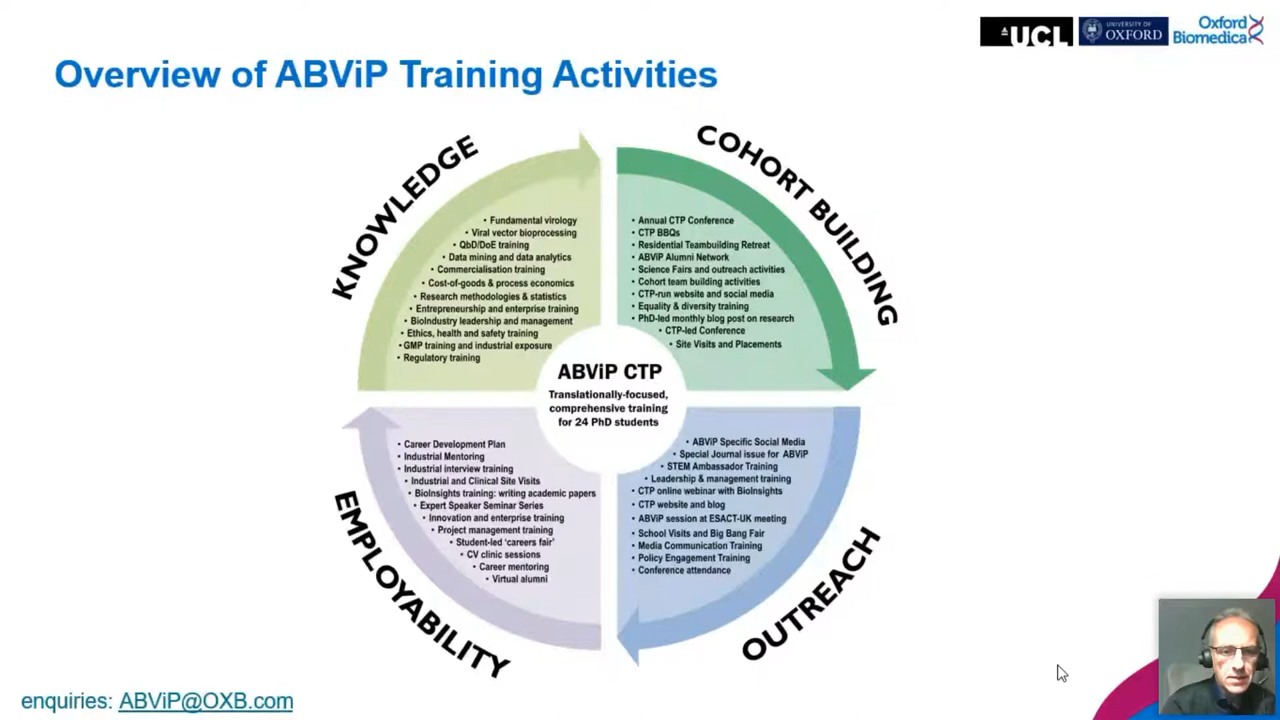 UCL
UNIVERSITY OF
OXFORD
Oxford
Biomedica
Overview of ABViP Training Activities
KNOWLEDGE
• Fundamental virology
• Viral vector bioprocessing
• QbD/DoE training
• Data mining and data analytics
• Commercialisation training
• Cost-of-goods & process economics
• Research methodologies & statistics
• Entrepreneurship and enterprise training
• BioIndustry leadership and management
• Ethics, health and safety training
• GMP training and industrial exposure
• Regulatory training
COHORT BUILDING
• Annual CTP Conference
• CTP BBQs
• Residential Teambuilding Retreat
• ABViP Alumni Network
• Science Fairs and outreach activities
• Cohort team building activities
• CTP-run website and social media
• Equality & diversity training
• PhD-led monthly blog post on research
• CTP-led Conference
• Site Visits and Placements
ABViP CTP
Translationally-focused,
comprehensive training
for 24 PhD students
EMPLOYABILITY
• Career Development Plan
• Industrial Mentoring
• Industrial interview training
• Industrial and Clinical Site Visits
• BioInsights training: writing academic papers
• Expert Speaker Seminar Series
• Innovation and enterprise training
• Project management training
• Student-led ‘careers fair’
• CV clinic sessions
• Career mentoring
• Virtual alumni
OUTREACH
• ABViP Specific Social Media
• Special Journal issue for ABViP
• STEM Ambassador Training
• Leadership & management training
• CTP online webinar with BioInsights
• CTP website and blog
• ABViP session at ESACT-UK meeting
• School Visits and Big Bang Fair
• Media Communication Training
• Policy Engagement Training
• Conference attendance
enquiries: ABViP@OXB.com